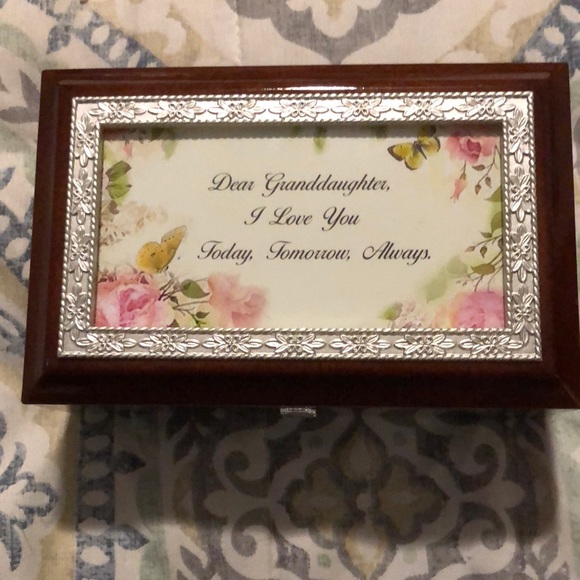 Dear Granddaughter,
I Love You
Today, Tomorrow, Always.